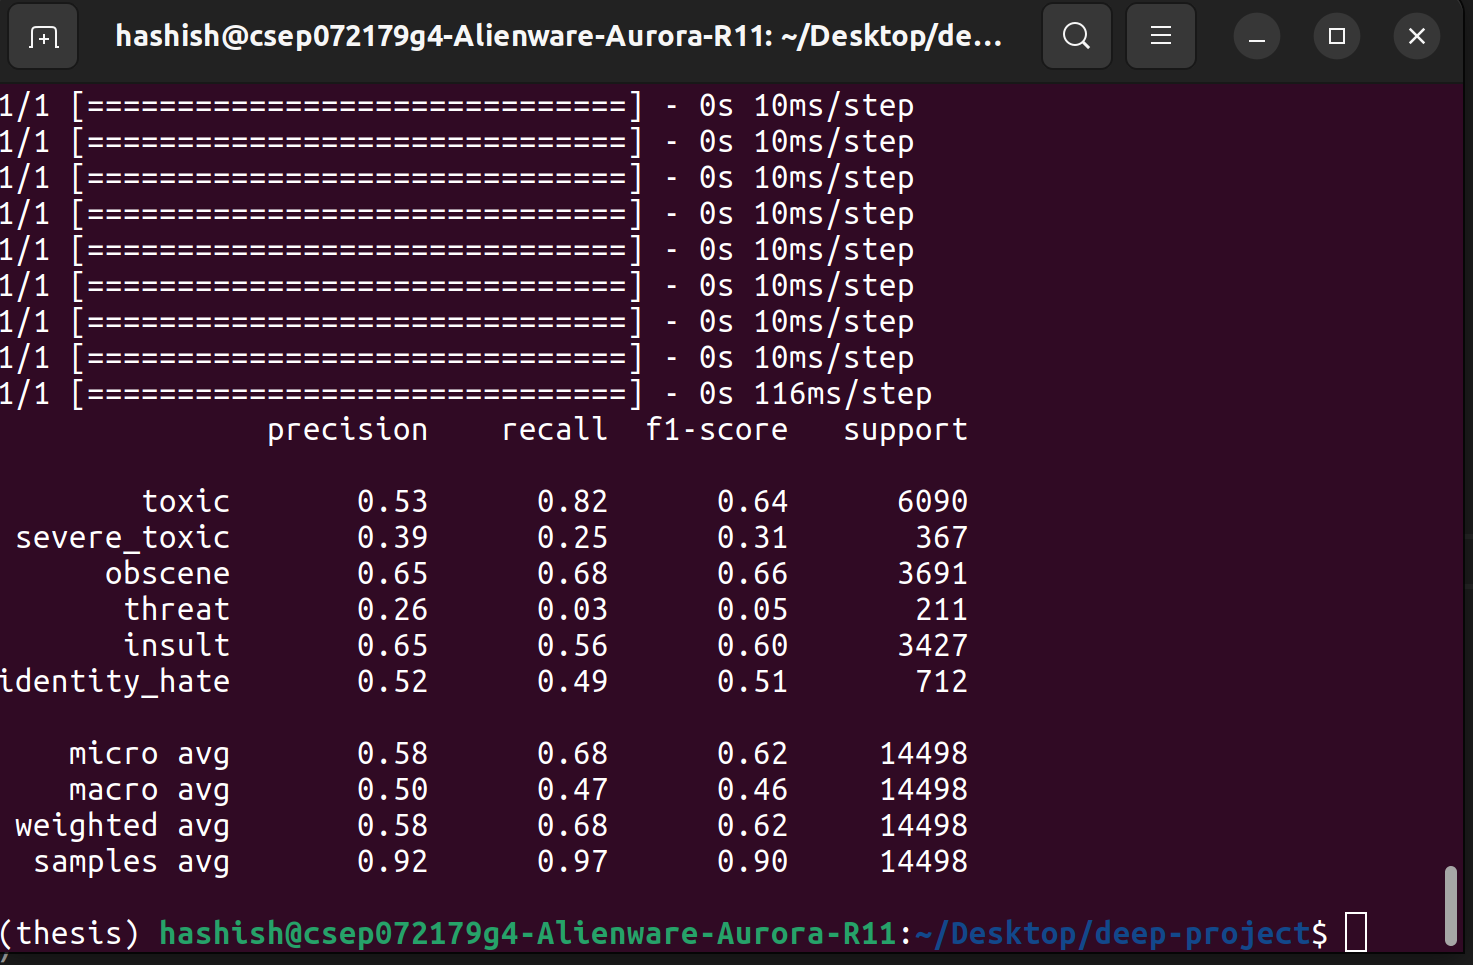 hashish@csep072179g4-Alienware-Aurora-R11: ~/Desktop/de...
1/1 [==============================] - 0s 10ms/step
1/1 [==============================] - 0s 10ms/step
1/1 [==============================] - 0s 10ms/step
1/1 [==============================] - 0s 10ms/step
1/1 [==============================] - 0s 10ms/step
1/1 [==============================] - 0s 10ms/step
1/1 [==============================] - 0s 10ms/step
1/1 [==============================] - 0s 10ms/step
1/1 [==============================] - 0s 116ms/step
precision recall f1-score support
toxic 0.53 0.82 0.64 6090
severe_toxic 0.39 0.25 0.31 367
obscene 0.65 0.68 0.66 3691
threat 0.26 0.03 0.05 211
insult 0.65 0.56 0.60 3427
identity_hate 0.52 0.49 0.51 712
micro avg 0.58 0.68 0.62 14498
macro avg 0.50 0.47 0.46 14498
weighted avg 0.58 0.68 0.62 14498
samples avg 0.92 0.97 0.90 14498
(thesis) hashish@csep072179g4-Alienware-Aurora-R11:~/Desktop/deep-project$